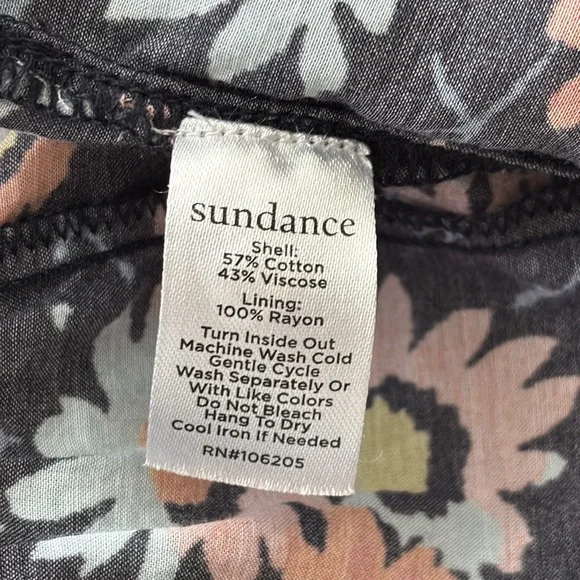 sundance
Shell:
57% Cotton
43% Viscose
Lining:
100% Rayon
Turn Inside Out
Machine Wash Cold
Gentle Cycle
Wash Separately Or
With Like Colors
Do Not Bleach
Hang To Dry
Cool Iron If Needed
RN#106205